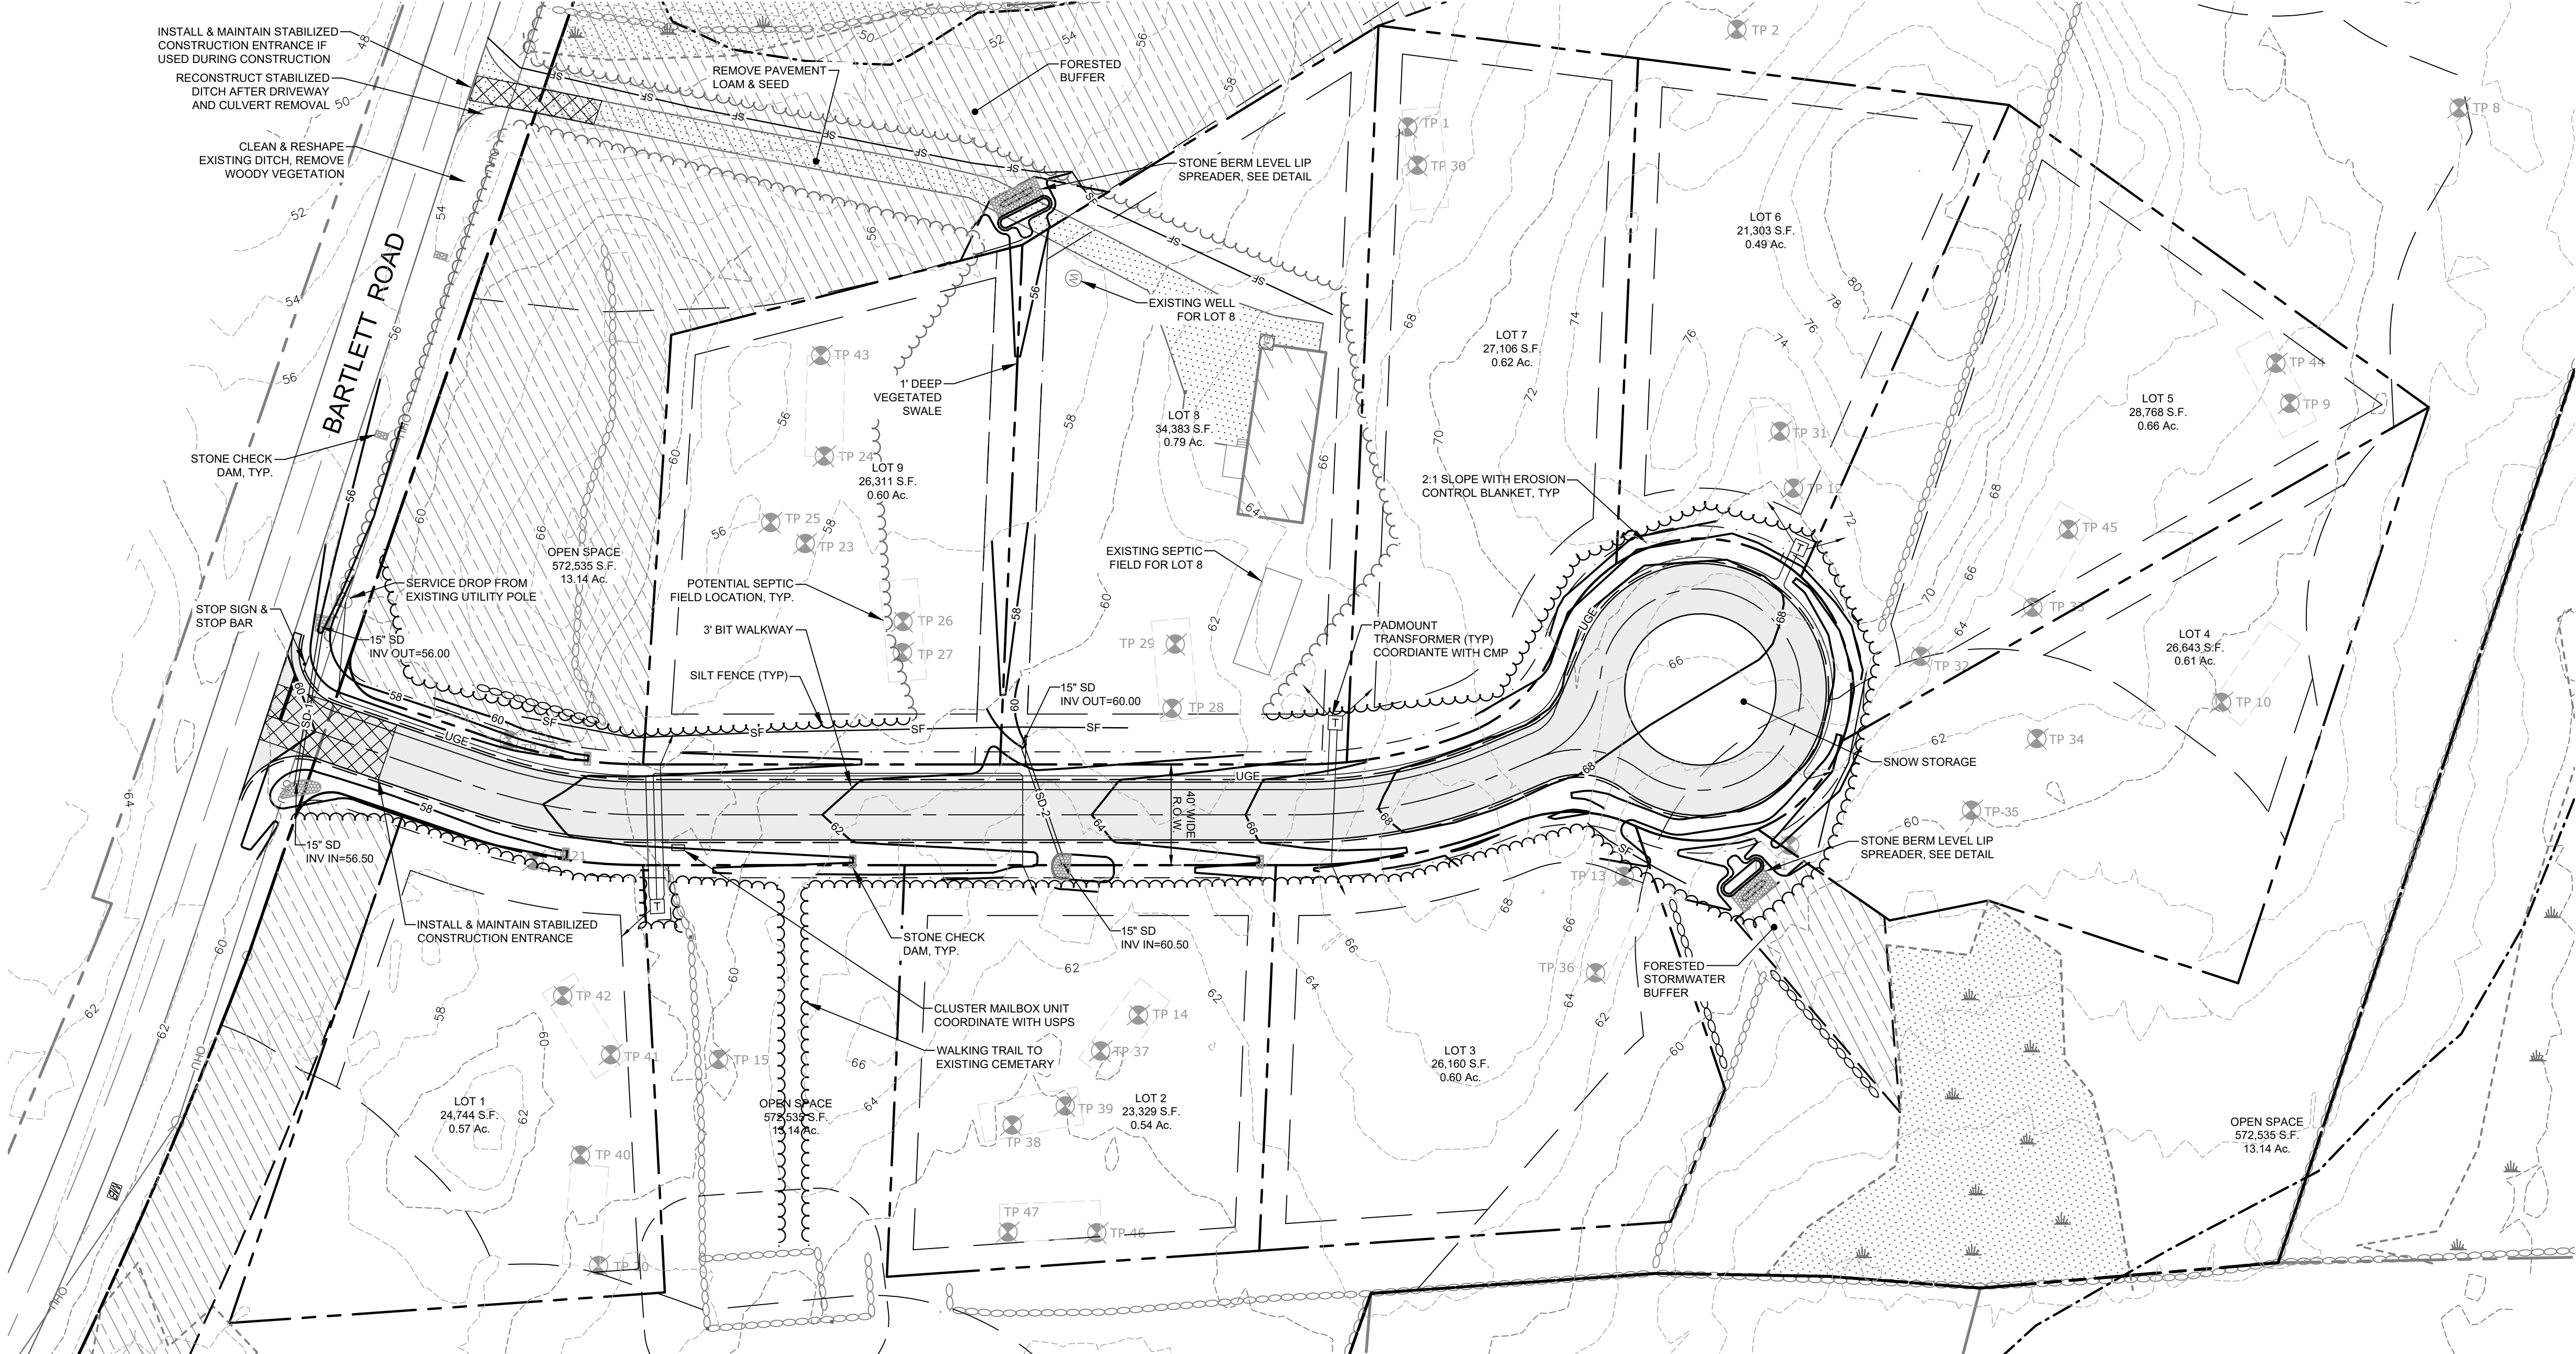 INSTALL & MAINTAIN STABILIZED
CONSTRUCTION ENTRANCE IF
USED DURING CONSTRUCTION
RECONSTRUCT STABILIZED
DITCH AFTER DRIVEWAY
AND CULVERT REMOVAL
CLEAN & RESHAPE
EXISTING DITCH, REMOVE
WOODY VEGETATION
REMOVE PAVEMENT
LOAM & SEED
FORESTED
BUFFER
STONE BERM LEVEL LIP
SPREADER, SEE DETAIL
BARTLETT ROAD
EXISTING WELL
FOR LOT 8
1' DEEP
VEGETATED
SWALE
LOT 8
34,383 S.F.
0.79 Ac.
LOT 7
27,106 S.F.
0.62 Ac.
LOT 6
21,303 S.F.
0.49 Ac.
LOT 5
28,768 S.F.
0.66 Ac.
LOT 9
26,311 S.F.
0.60 Ac.
STONE CHECK
DAM, TYP.
2:1 SLOPE WITH EROSION
CONTROL BLANKET, TYP
OPEN SPACE
572,535 S.F.
13.14 Ac.
EXISTING SEPTIC
FIELD FOR LOT 8
SERVICE DROP FROM
EXISTING UTILITY POLE
POTENTIAL SEPTIC
FIELD LOCATION, TYP.
STOP SIGN &
STOP BAR
15" SD
INV OUT=56.00
3' BIT WALKWAY
SILT FENCE (TYP)
PADMOUNT
TRANSFORMER (TYP)
COORDIANTE WITH CMP
15" SD
INV OUT=60.00
LOT 4
26,643 S.F.
0.61 Ac.
SNOW STORAGE
40' WIDE
R.O.W.
SD-2
UGE
UGE
UGE
15" SD
INV IN=56.50
STONE BERM LEVEL LIP
SPREADER, SEE DETAIL
INSTALL & MAINTAIN STABILIZED
CONSTRUCTION ENTRANCE
STONE CHECK
DAM, TYP.
15" SD
INV IN=60.50
FORESTED
STORMWATER
BUFFER
CLUSTER MAILBOX UNIT
COORDINATE WITH USPS
WALKING TRAIL TO
EXISTING CEMETARY
LOT 1
24,744 S.F.
0.57 Ac.
OPEN SPACE
572,535 S.F.
13.14 Ac.
LOT 2
23,329 S.F.
0.54 Ac.
LOT 3
26,160 S.F.
0.60 Ac.
OPEN SPACE
572,535 S.F.
13.14 Ac.
TP 2
TP 8
TP 1
TP 30
TP 43
TP 24
TP 25
TP 23
TP 26
TP 27
TP 29
TP 28
TP 31
TP 44
TP 9
TP 45
TP 32
TP 10
TP 34
TP-35
TP 13
TP 36
TP 42
TP 41
TP 15
TP 14
TP 37
TP 39
TP 38
TP 40
TP 47
TP 46